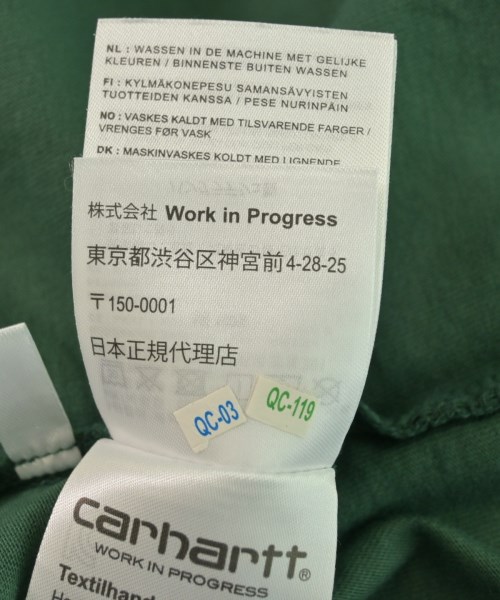 NL : WASSEN IN DE MACHINE MET GELIJKE
KLEUREN / BINNENSTE BUITEN WASSEN
FI : KYLMÄKONEPESU SAMANSÄVYISTEN
TUOTTEIDEN KANSSA / PESE NURINPÄIN
NO : VASKES KALDT MED TILSVARENDE FARGER /
VRENGES FØR VASK
DK : MASKINVASKES KOLDT MED LIGNENDE
株式会社 Work in Progress
東京都渋谷区神宮前4-28-25
〒150-0001
日本正規代理店
QC-03
QC-119
carhartt®
WORK IN PROGRESS